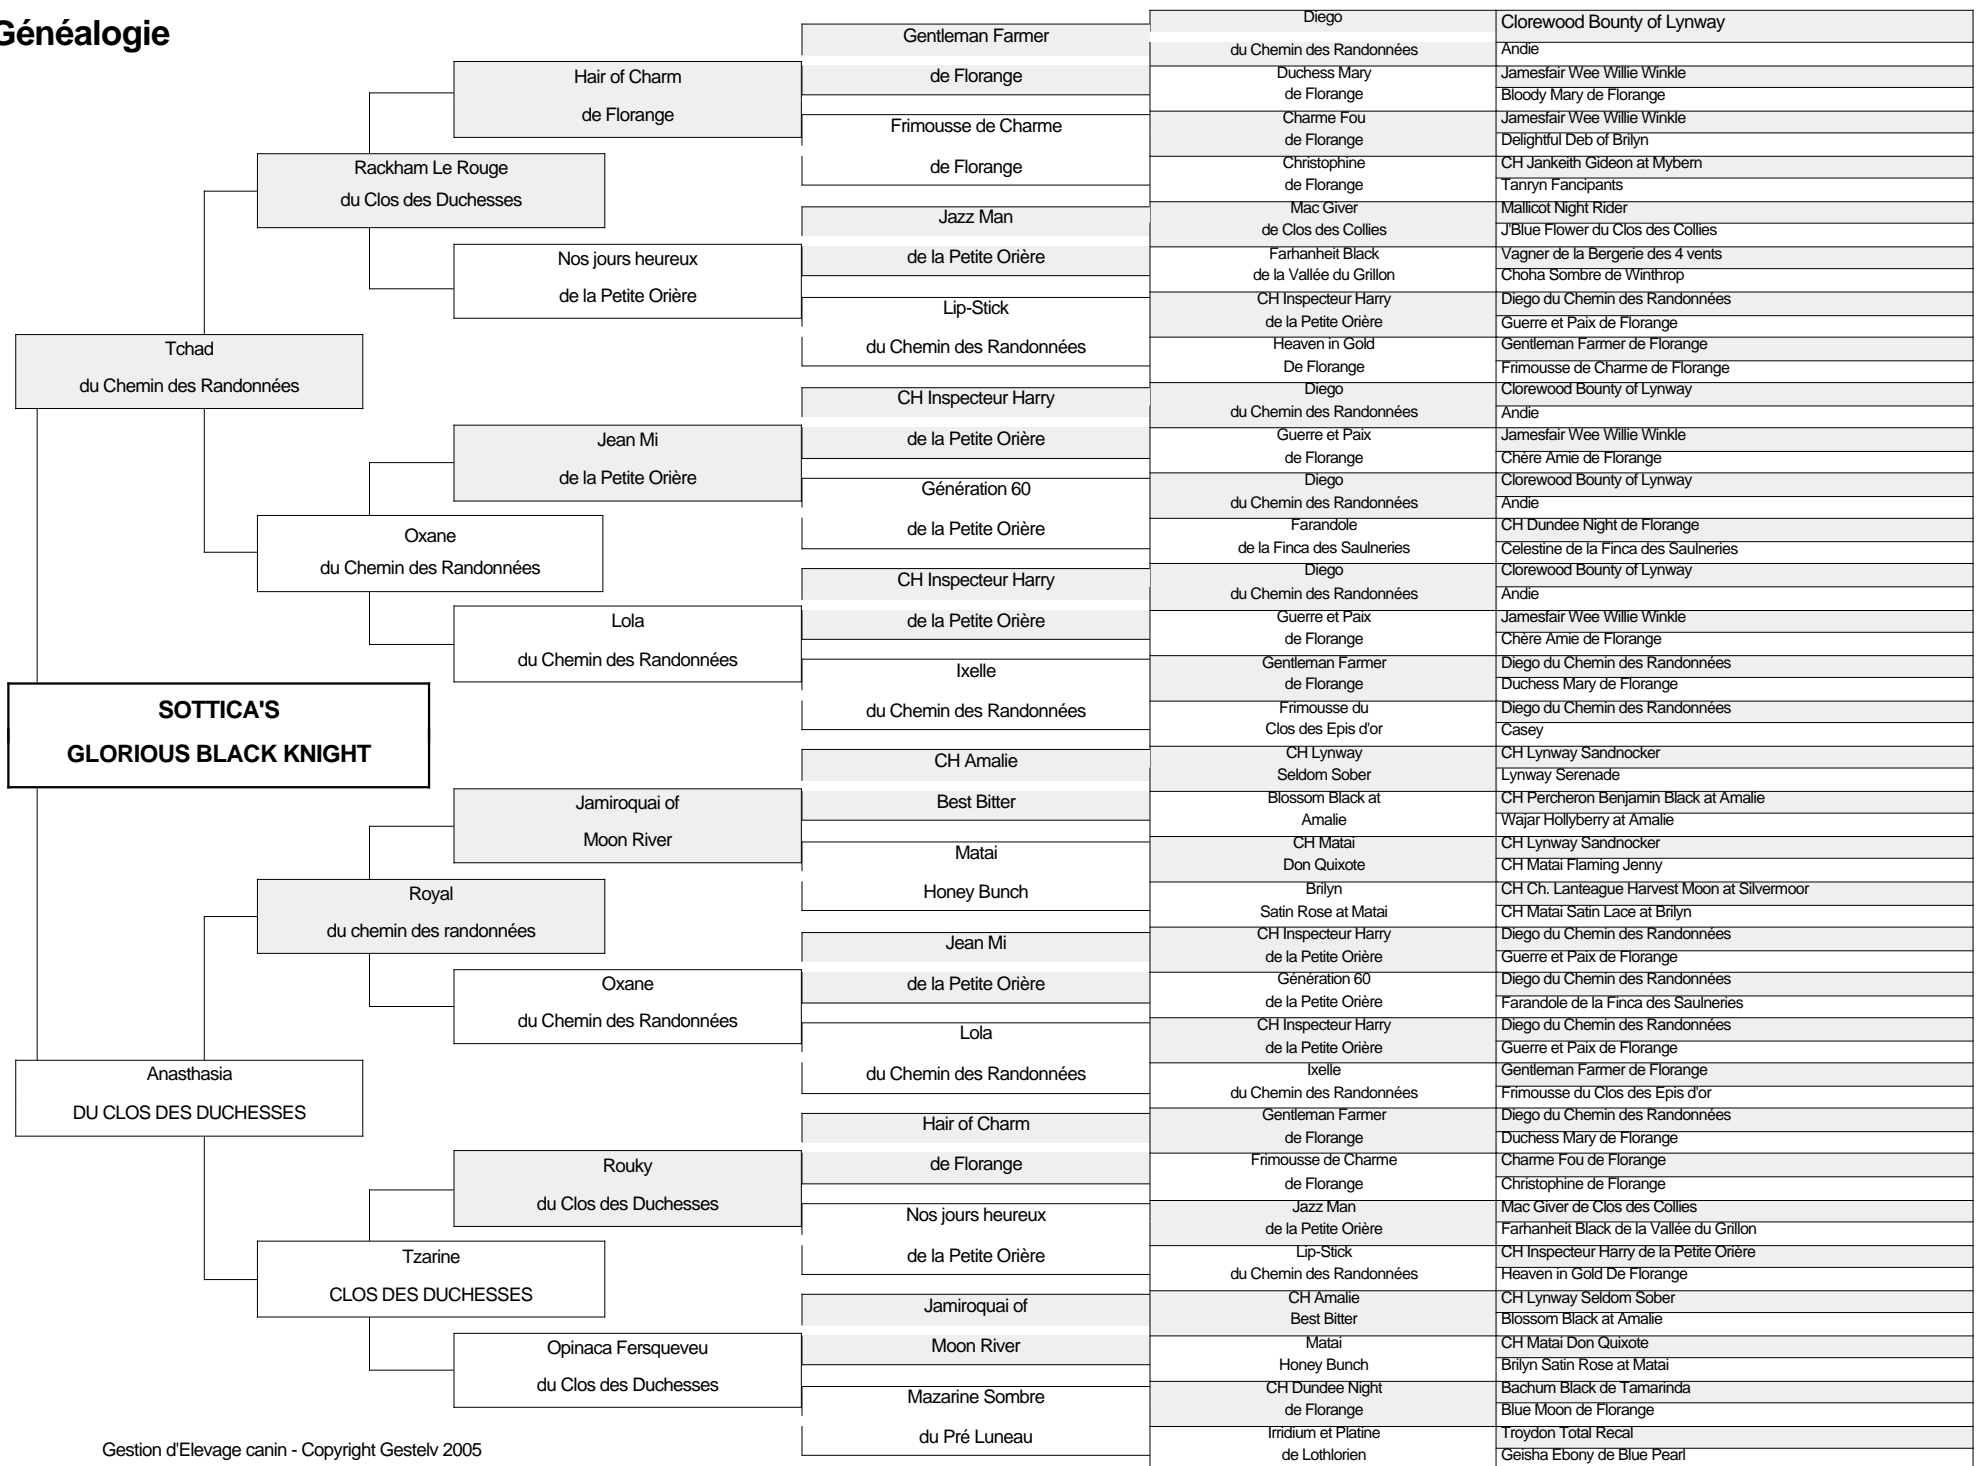 Généalogie
Tchad
du Chemin des Randonnées
SOTTICA'S
GLORIOUS BLACK KNIGHT
Anasthasia
DU CLOS DES DUCHESSES
Rackham Le Rouge
du Clos des Duchesses
Oxane
du Chemin des Randonnées
Royal
du chemin des randonnées
Tzarine
CLOS DES DUCHESSES
Hair of Charm
de Florange
Nos jours heureux
de la Petite Orière
Jean Mi
de la Petite Orière
Lola
du Chemin des Randonnées
Jamiroquai of
Moon River
Oxane
du Chemin des Randonnées
Rouky
du Clos des Duchesses
Opinaca Fersqueveu
du Clos des Duchesses
Gentleman Farmer
de Florange
Frimousse de Charme
de Florange
Jazz Man
de la Petite Orière
Lip-Stick
du Chemin des Randonnées
CH Inspecteur Harry
de la Petite Orière
Génération 60
de la Petite Orière
CH Inspecteur Harry
de la Petite Orière
Ixelle
du Chemin des Randonnées
CH Amalie
Best Bitter
Matai
Honey Bunch
Jean Mi
de la Petite Orière
Lola
du Chemin des Randonnées
Hair of Charm
de Florange
Nos jours heureux
de la Petite Orière
Jamiroquai of
Moon River
Mazarine Sombre
du Pré Luneau
Diego
du Chemin des Randonnées
Duchess Mary
de Florange
Charme Fou
de Florange
Christophine
de Florange
Mac Giver
de Clos des Collies
Farhanheit Black
de la Vallée du Grillon
CH Inspecteur Harry
de la Petite Orière
Heaven in Gold
De Florange
Diego
du Chemin des Randonnées
Guerre et Paix
de Florange
Diego
du Chemin des Randonnées
Farandole
de la Finca des Saulneries
Diego
du Chemin des Randonnées
Guerre et Paix
de Florange
Gentleman Farmer
de Florange
Frimousse du
Clos des Epis d'or
CH Lynway
Seldom Sober
Blossom Black at
Amalie
CH Matai
Don Quixote
Brilyn
Satin Rose at Matai
CH Inspecteur Harry
de la Petite Orière
Génération 60
de la Petite Orière
CH Inspecteur Harry
de la Petite Orière
Ixelle
du Chemin des Randonnées
Gentleman Farmer
de Florange
Frimousse de Charme
de Florange
Jazz Man
de la Petite Orière
Lip-Stick
du Chemin des Randonnées
CH Amalie
Best Bitter
Matai
Honey Bunch
CH Dundee Night
de Florange
Irridium et Platine
de Lothlorien
Clorewood Bounty of Lynway
Andie
Jamesfair Wee Willie Winkle
Bloody Mary de Florange
Jamesfair Wee Willie Winkle
Delightful Deb of Brilyn
CH Jankeith Gideon at Mybern
Tanryn Fancipants
Mallicot Night Rider
J'Blue Flower du Clos des Collies
Vagner de la Bergerie des 4 vents
Choha Sombre de Winthrop
Diego du Chemin des Randonnées
Guerre et Paix de Florange
Gentleman Farmer de Florange
Frimousse de Charme de Florange
Clorewood Bounty of Lynway
Andie
Jamesfair Wee Willie Winkle
Chère Amie de Florange
Clorewood Bounty of Lynway
Andie
CH Dundee Night de Florange
Celestine de la Finca des Saulneries
Clorewood Bounty of Lynway
Andie
Jamesfair Wee Willie Winkle
Chère Amie de Florange
Diego du Chemin des Randonnées
Duchess Mary de Florange
Diego du Chemin des Randonnées
Casey
CH Lynway Sandnocker
Lynway Serenade
CH Percheron Benjamin Black at Amalie
Wajar Hollyberry at Amalie
CH Lynway Sandnocker
CH Matai Flaming Jenny
CH Ch. Lanteague Harvest Moon at Silvermoor
CH Matai Satin Lace at Brilyn
Diego du Chemin des Randonnées
Guerre et Paix de Florange
Diego du Chemin des Randonnées
Farandole de la Finca des Saulneries
Diego du Chemin des Randonnées
Guerre et Paix de Florange
Gentleman Farmer de Florange
Frimousse du Clos des Epis d'or
Diego du Chemin des Randonnées
Duchess Mary de Florange
Charme Fou de Florange
Christophine de Florange
Mac Giver de Clos des Collies
Farhanheit Black de la Vallée du Grillon
CH Inspecteur Harry de la Petite Orière
Heaven in Gold De Florange
CH Lynway Seldom Sober
Blossom Black at Amalie
CH Matai Don Quixote
Brilyn Satin Rose at Matai
Bachum Black de Tamarinda
Blue Moon de Florange
Troydon Total Recal
Geisha Ebony de Blue Pearl
Gestion d'Elevage canin - Copyright Gestelv 2005